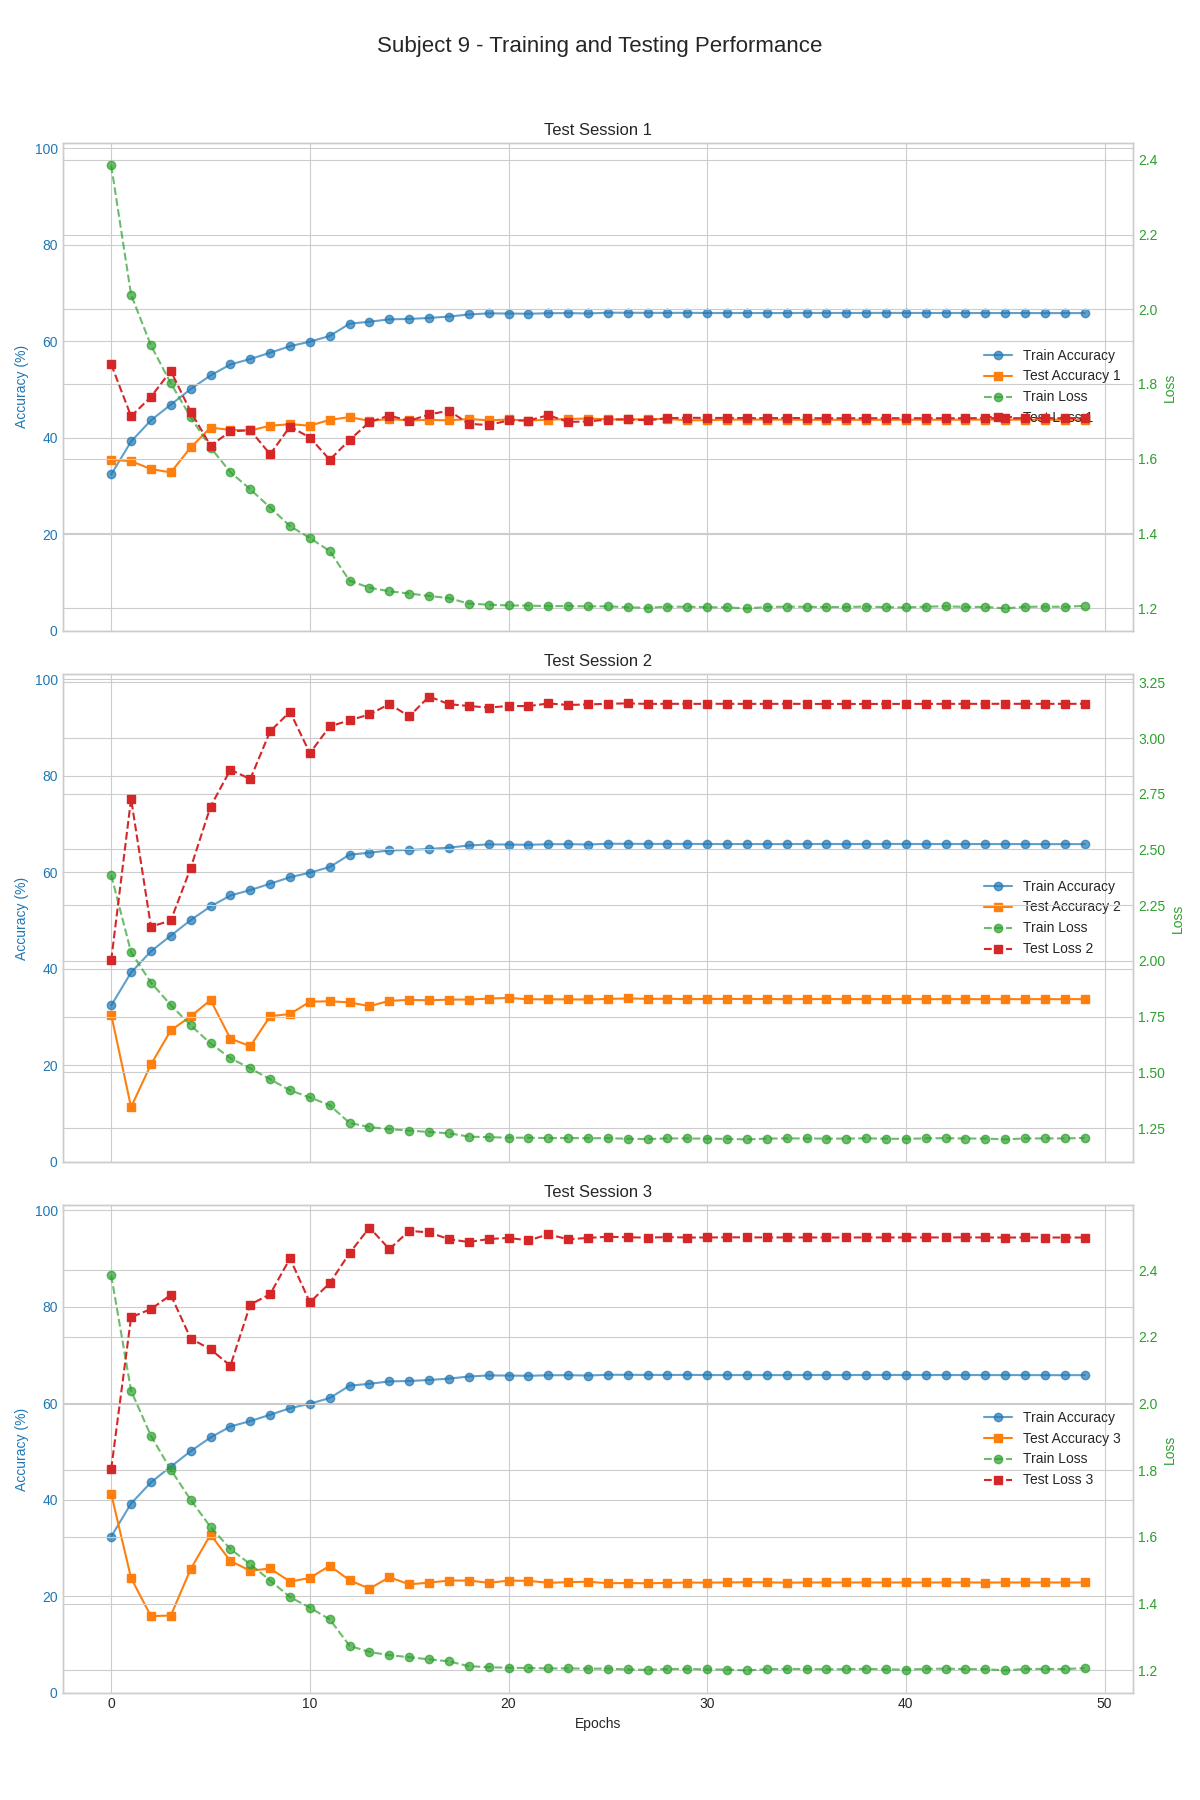 Subject 9 - Training and Testing Performance
Test Session 1
100
80
60
40
20
0
Accuracy (%)
2.4
2.2
2.0
1.8
1.6
1.4
1.2
Loss
Train Accuracy
Test Accuracy 1
Train Loss
Test Loss 1
Test Session 2
100
80
60
40
20
0
Accuracy (%)
3.25
3.00
2.75
2.50
2.25
2.00
1.75
1.50
1.25
Loss
Train Accuracy
Test Accuracy 2
Train Loss
Test Loss 2
Test Session 3
100
80
60
40
20
0
Accuracy (%)
2.4
2.2
2.0
1.8
1.6
1.4
1.2
Loss
Train Accuracy
Test Accuracy 3
Train Loss
Test Loss 3
0 10 20 30 40 50
Epochs